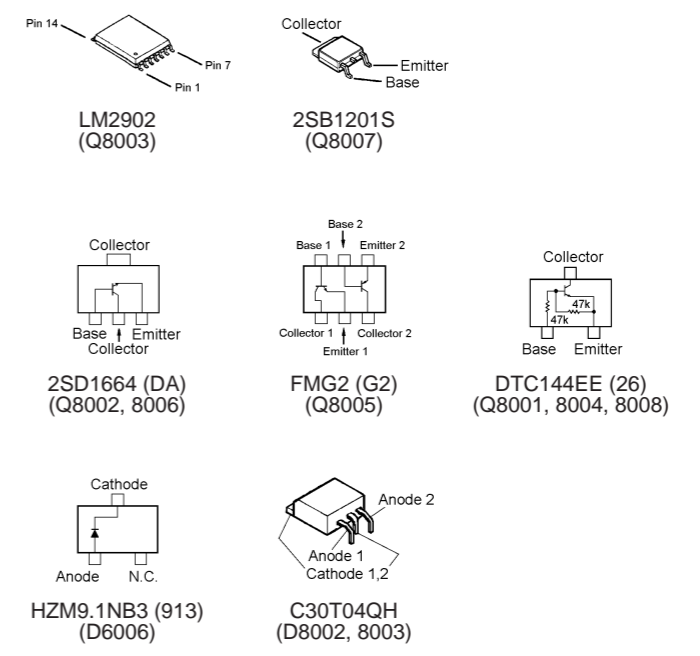 Pin 14
Pin 7
Pin 1
LM2902
(Q8003)
Collector
Emitter
Base
2SB1201S
(Q8007)
Collector
Base
Emitter
Collector
2SD1664 (DA)
(Q8002, 8006)
Base 2
Base 1
Emitter 2
Collector 1
Collector 2
Emitter 1
FMG2 (G2)
(Q8005)
Collector
47k
47k
Base
Emitter
DTC144EE (26)
(Q8001, 8004, 8008)
Cathode
Anode
N.C.
HZM9.1NB3 (913)
(D6006)
Anode 2
Anode 1
Cathode 1,2
C30T04QH
(D8002, 8003)